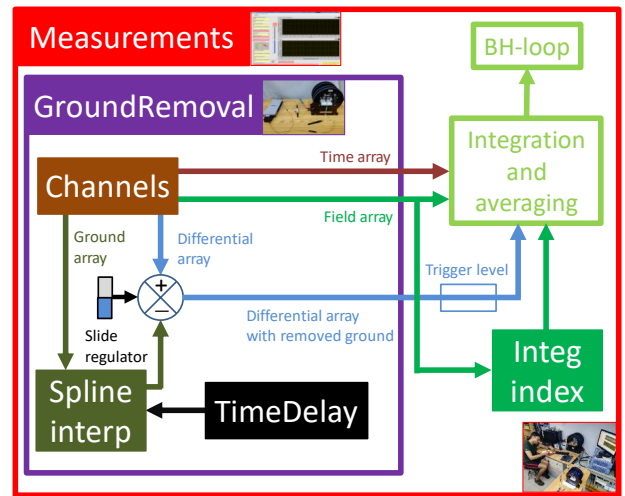 Measurements
BH-loop
GroundRemoval
Time array
Integration
and
averaging
Channels
Field array
Ground
array
Differential
array
Trigger level
+
−
Slide
regulator
Differential array
with removed ground
Spline
interp
TimeDelay
Integ
index